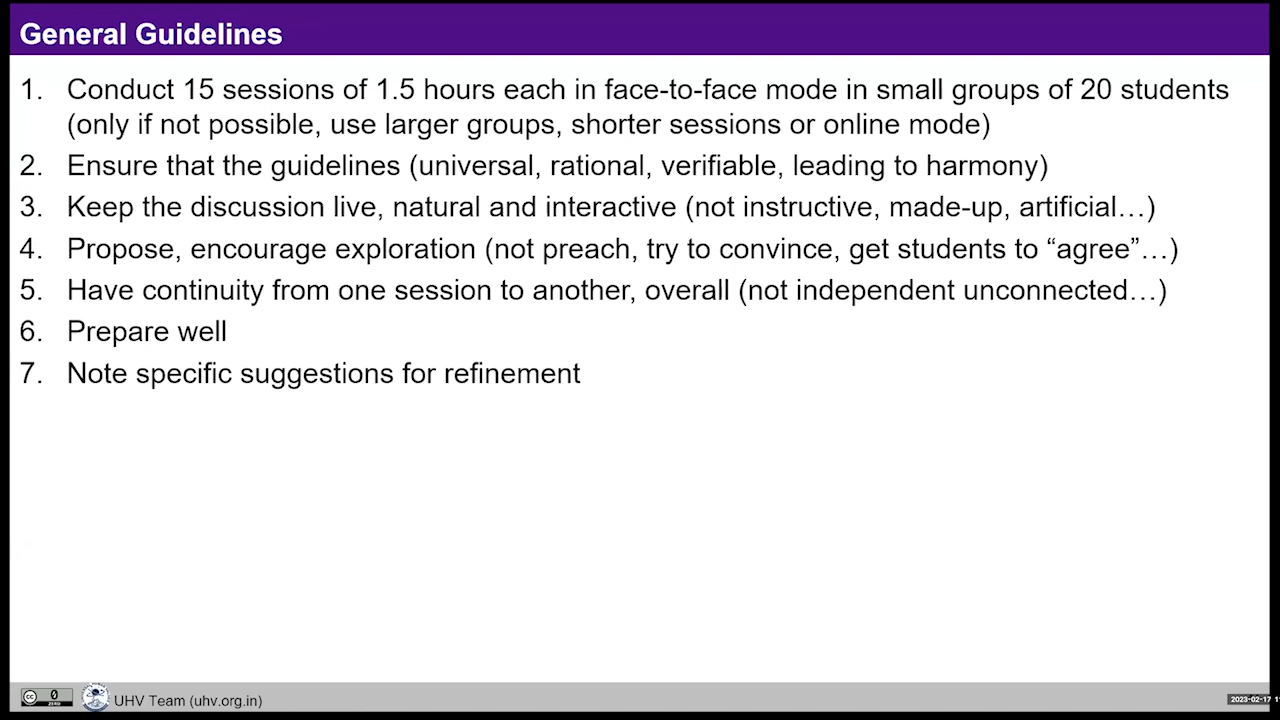 General Guidelines
1. Conduct 15 sessions of 1.5 hours each in face-to-face mode in small groups of 20 students
(only if not possible, use larger groups, shorter sessions or online mode)
2. Ensure that the guidelines (universal, rational, verifiable, leading to harmony)
3. Keep the discussion live, natural and interactive (not instructive, made-up, artificial…)
4. Propose, encourage exploration (not preach, try to convince, get students to “agree”…)
5. Have continuity from one session to another, overall (not independent unconnected…)
6. Prepare well
7. Note specific suggestions for refinement
cc 0 ZERO UHV Team (uhv.org.in)
2023-02-17